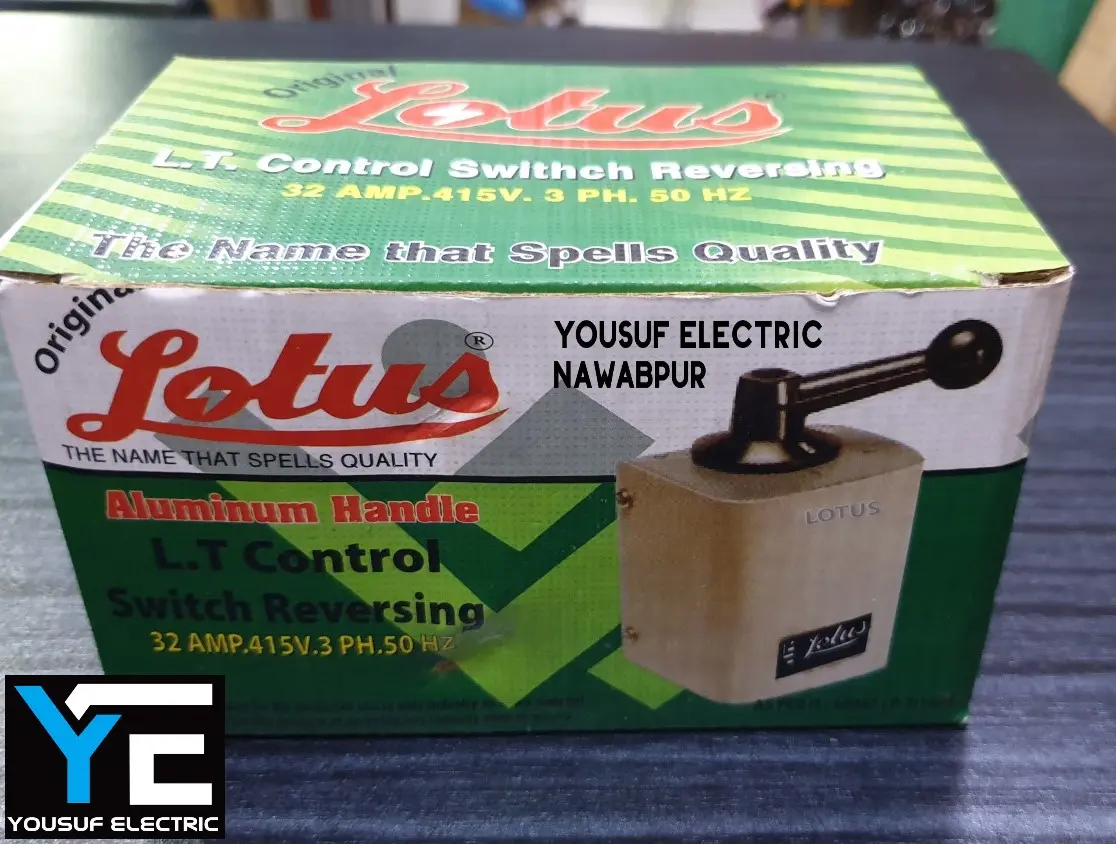 Original
Lotus
L.T. Control Swithch Reversing
32 AMP.415V. 3 PH. 50 HZ
The Name that Spells Quality
Original
Lotus ®
THE NAME THAT SPELLS QUALITY
YOUSUF ELECTRIC
NAWABPUR
Aluminum Handle
L.T Control
Switch Reversing
32 AMP.415V.3 PH.50 HZ
LOTUS
Lotus
YE
YOUSUF ELECTRIC